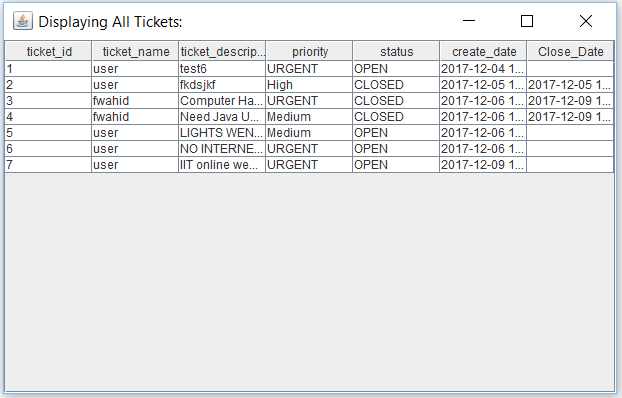 Displaying All Tickets:
ticket_id ticket_name ticket_descrip... priority status create_date Close_Date
1 user test6 URGENT OPEN 2017-12-04 1...
2 user fkdsjkf High CLOSED 2017-12-05 1... 2017-12-05 1...
3 fwahid Computer Ha... URGENT CLOSED 2017-12-06 1... 2017-12-09 1...
4 fwahid Need Java U... Medium CLOSED 2017-12-06 1... 2017-12-09 1...
5 user LIGHTS WEN... Medium OPEN 2017-12-06 1...
6 user NO INTERNE... URGENT OPEN 2017-12-06 1...
7 user IIT online we... URGENT OPEN 2017-12-09 1...